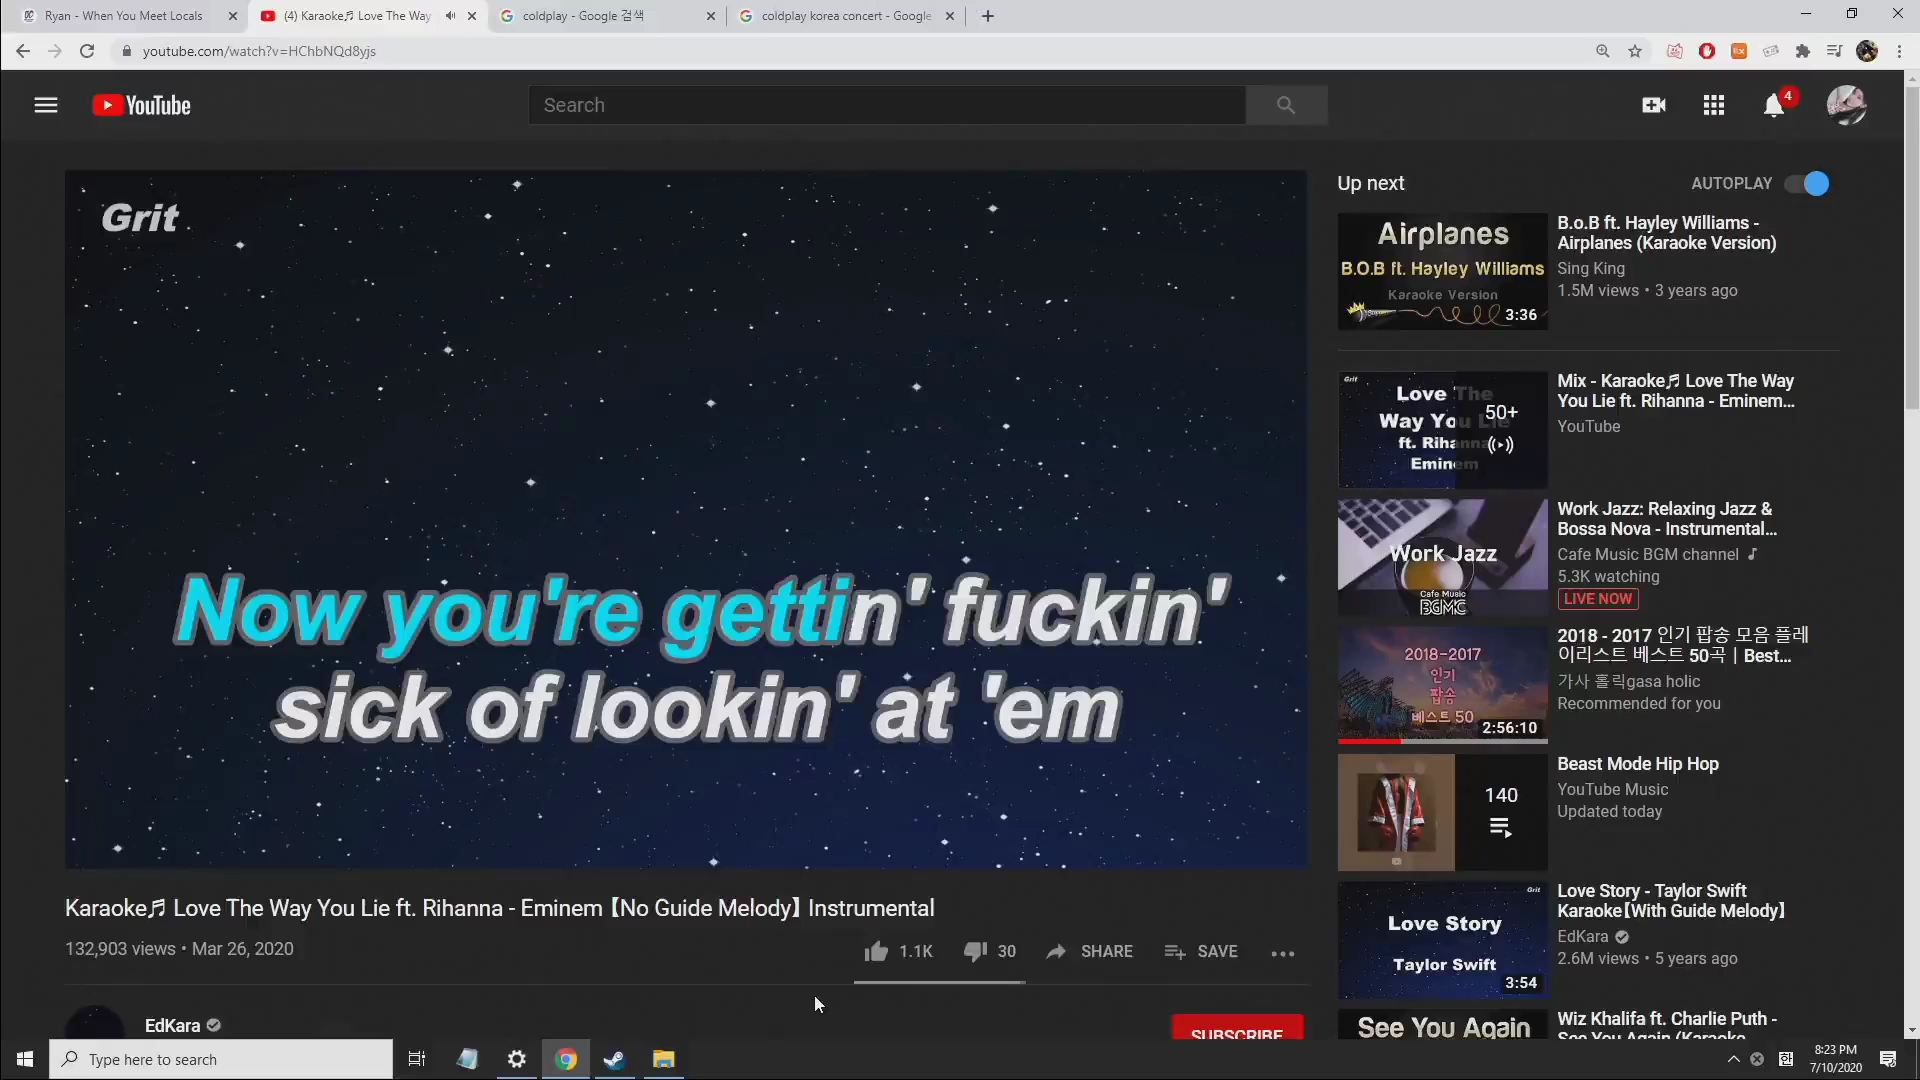 Ryan - When You Meet Locals
(4) Karaoke♬ Love The Way
coldplay - Google 검색
coldplay korea concert - Google
youtube.com/watch?v=HChbNQd8yjs
YouTube
Search
4
Grit
Now you're gettin' fuckin'
sick of lookin' at 'em
Karaoke♬ Love The Way You Lie ft. Rihanna - Eminem 【No Guide Melody】 Instrumental
132,903 views • Mar 26, 2020
1.1K
30
SHARE
SAVE
EdKara
SUBSCRIBE
Up next
AUTOPLAY
Airplanes
B.O.B ft. Hayley Williams
Karaoke Version
3:36
B.o.B ft. Hayley Williams -
Airplanes (Karaoke Version)
Sing King
1.5M views • 3 years ago
Grit
Love The
Way You Lie
ft. Rihanna
Eminem
50+
Mix - Karaoke♬ Love The Way
You Lie ft. Rihanna - Eminem...
YouTube
Work Jazz
Cafe Music
BGMC
Work Jazz: Relaxing Jazz &
Bossa Nova - Instrumental...
Cafe Music BGM channel
5.3K watching
LIVE NOW
2018-2017
인기
팝송
베스트 50
2:56:10
2018 - 2017 인기 팝송 모음 플레
이리스트 베스트 50곡 | Best...
가사 홀릭gasa holic
Recommended for you
140
Beast Mode Hip Hop
YouTube Music
Updated today
Grit
Love Story
Taylor Swift
3:54
Love Story - Taylor Swift
Karaoke【With Guide Melody】
EdKara
2.6M views • 5 years ago
See You Again
Wiz Khalifa ft. Charlie Puth -
See You Again (Karaoke
Type here to search
한
8:23 PM
7/10/2020